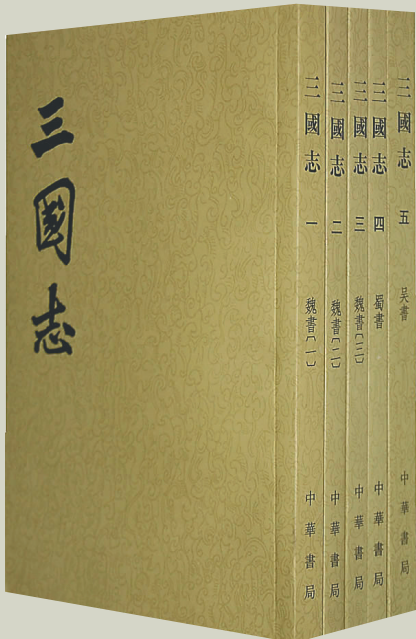 三國志
三國志 一 魏書〔一〕 中華書局
三國志 二 魏書〔二〕 中華書局
三國志 三 魏書〔三〕 中華書局
三國志 四 蜀書 中華書局
三國志 五 吳書 中華書局